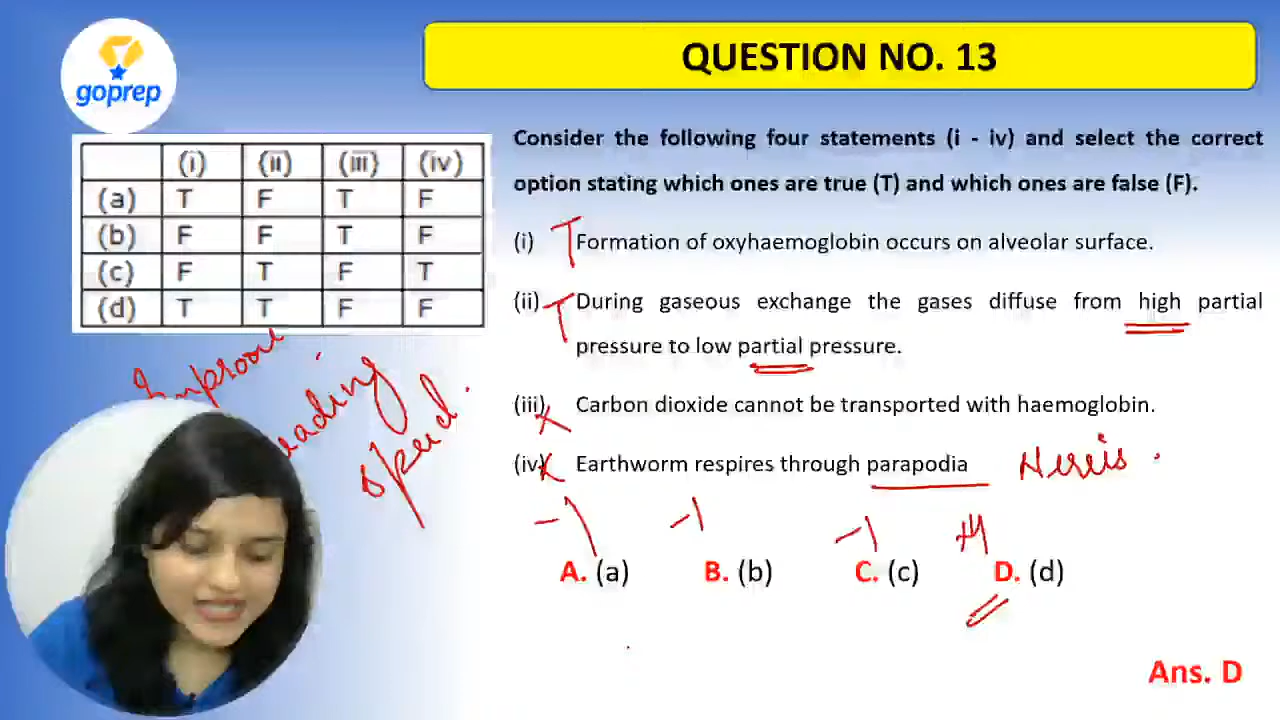 goprep
QUESTION NO. 13
(i) (ii) (iii) (iv)
(a) T F T F
(b) F F T F
(c) F T F T
(d) T T F F
Consider the following four statements (i - iv) and select the correct
option stating which ones are true (T) and which ones are false (F).
(i) T Formation of oxyhaemoglobin occurs on alveolar surface.
(ii) T During gaseous exchange the gases diffuse from high partial
pressure to low partial pressure.
(iii) Carbon dioxide cannot be transported with haemoglobin.
(iv) Earthworm respires through parapodia Nereis .
-1 -1 -1
A. (a) B. (b) C. (c) D. (d)
Ans. D
speed.